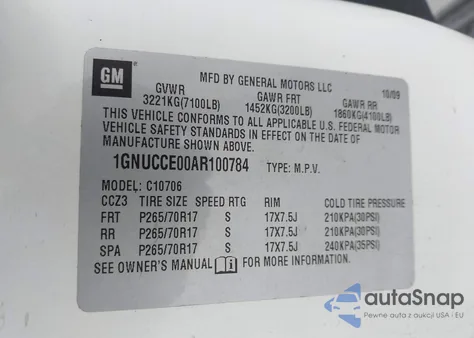 GM
MFD BY GENERAL MOTORS LLC 10/09
GVWR GAWR FRT GAWR RR
3221KG(7100LB) 1452KG(3200LB) 1860KG(4100LB)
THIS VEHICLE CONFORMS TO ALL APPLICABLE U.S. FEDERAL MOTOR
VEHICLE SAFETY STANDARDS IN EFFECT ON THE DATE OF
MANUFACTURE SHOWN ABOVE.
1GNUCCE00AR100784 TYPE: M.P.V.
MODEL: C10706
CCZ3 TIRE SIZE SPEED RTG RIM COLD TIRE PRESSURE
FRT P265/70R17 S 17X7.5J 210KPA(30PSI)
RR P265/70R17 S 17X7.5J 210KPA(30PSI)
SPA P265/70R17 S 17X7.5J 240KPA(35PSI)
SEE OWNER'S MANUAL FOR MORE INFORMATION.
autaSnap
Pewne auta z aukcji USA i EU